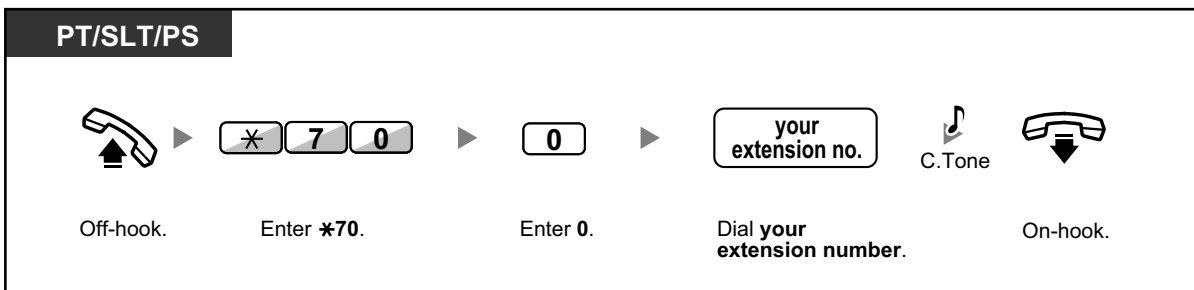 PT/SLT/PS
* 7 0
0
your
extension no.
C.Tone
Off-hook.
Enter *70.
Enter 0.
Dial your
extension number.
On-hook.